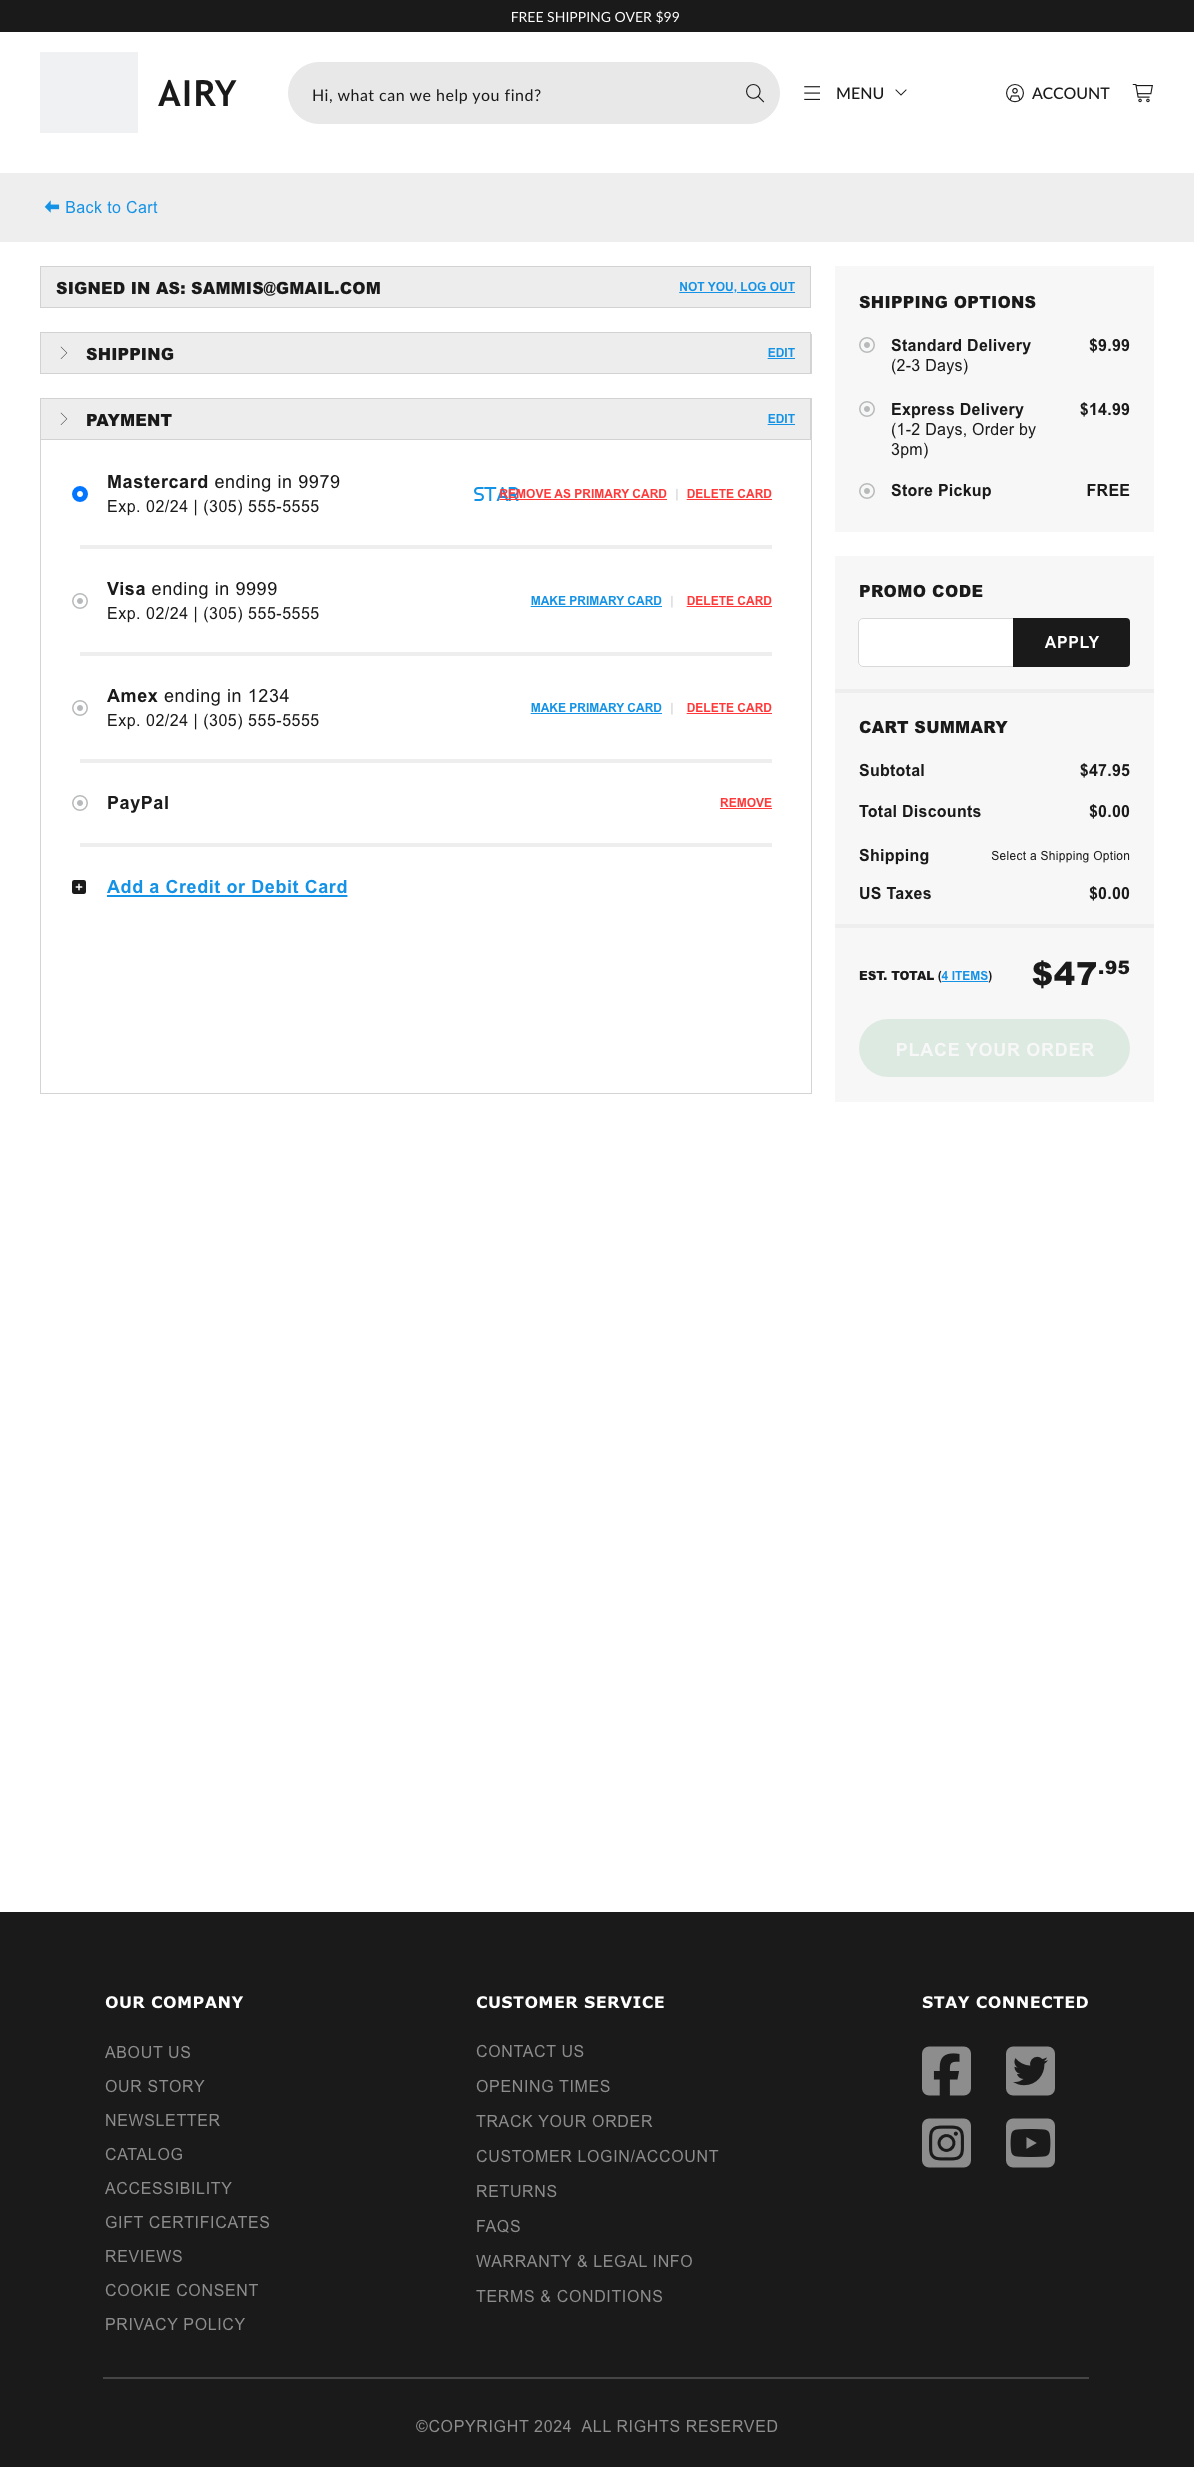 FREE SHIPPING OVER $99
AIRY
Hi, what can we help you find?
MENU
ACCOUNT
Back to Cart
SIGNED IN AS: SAMMIS@GMAIL.COM
NOT YOU, LOG OUT
SHIPPING
EDIT
PAYMENT
EDIT
Mastercard ending in 9979
Exp. 02/24 | (305) 555-5555
STAR
REMOVE AS PRIMARY CARD | DELETE CARD
Visa ending in 9999
Exp. 02/24 | (305) 555-5555
MAKE PRIMARY CARD | DELETE CARD
Amex ending in 1234
Exp. 02/24 | (305) 555-5555
MAKE PRIMARY CARD | DELETE CARD
PayPal
REMOVE
Add a Credit or Debit Card
SHIPPING OPTIONS
Standard Delivery $9.99
(2-3 Days)
Express Delivery $14.99
(1-2 Days, Order by
3pm)
Store Pickup FREE
PROMO CODE
APPLY
CART SUMMARY
Subtotal $47.95
Total Discounts $0.00
Shipping Select a Shipping Option
US Taxes $0.00
EST. TOTAL (4 ITEMS) $47.95
PLACE YOUR ORDER
OUR COMPANY
ABOUT US
OUR STORY
NEWSLETTER
CATALOG
ACCESSIBILITY
GIFT CERTIFICATES
REVIEWS
COOKIE CONSENT
PRIVACY POLICY
CUSTOMER SERVICE
CONTACT US
OPENING TIMES
TRACK YOUR ORDER
CUSTOMER LOGIN/ACCOUNT
RETURNS
FAQS
WARRANTY & LEGAL INFO
TERMS & CONDITIONS
STAY CONNECTED
©COPYRIGHT 2024 ALL RIGHTS RESERVED